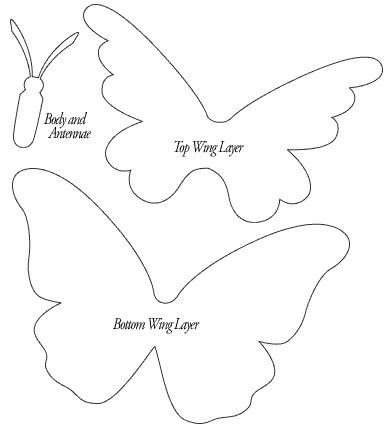 Body and
Antennae
Top Wing Layer
Bottom Wing Layer